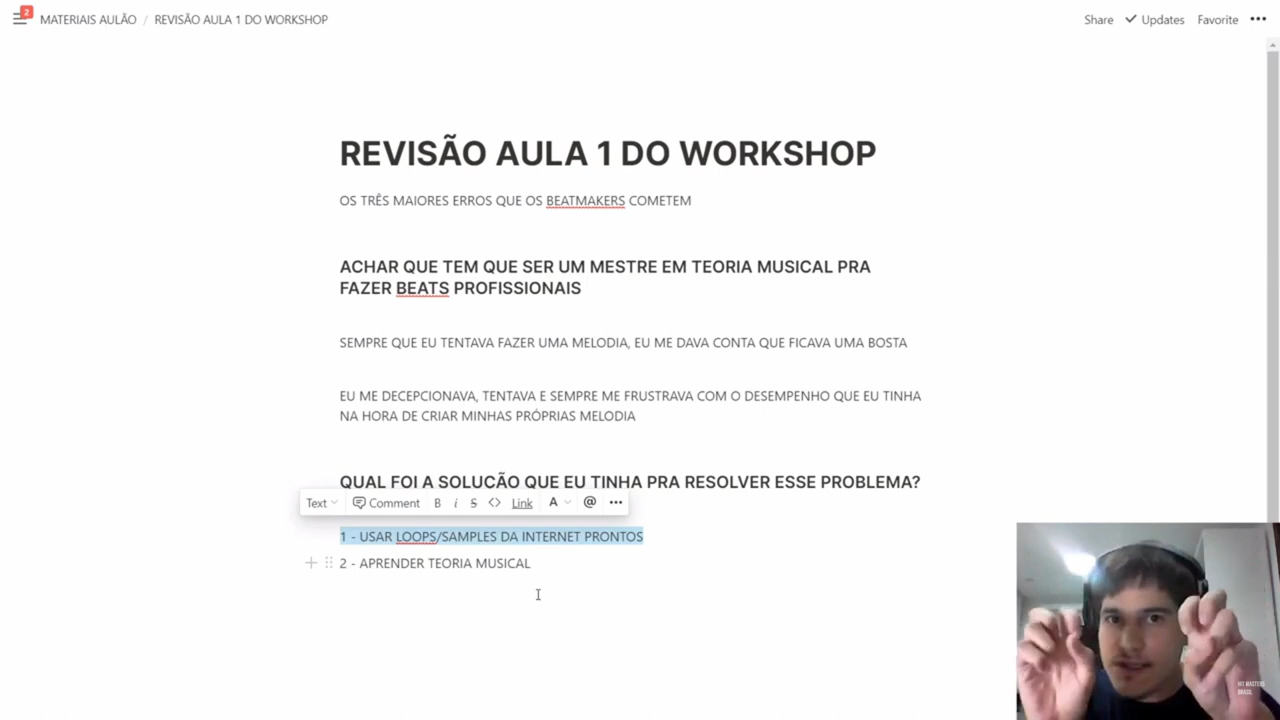 2
MATERIAIS AULÃO / REVISÃO AULA 1 DO WORKSHOP
Share Updates Favorite •••
REVISÃO AULA 1 DO WORKSHOP
OS TRÊS MAIORES ERROS QUE OS BEATMAKERS COMETEM
ACHAR QUE TEM QUE SER UM MESTRE EM TEORIA MUSICAL PRA
FAZER BEATS PROFISSIONAIS
SEMPRE QUE EU TENTAVA FAZER UMA MELODIA, EU ME DAVA CONTA QUE FICAVA UMA BOSTA
EU ME DECEPCIONAVA, TENTAVA E SEMPRE ME FRUSTRAVA COM O DESEMPENHO QUE EU TINHA
NA HORA DE CRIAR MINHAS PRÓPRIAS MELODIA
QUAL FOI A SOLUÇÃO QUE EU TINHA PRA RESOLVER ESSE PROBLEMA?
Text Comment B i S <> Link A @ •••
1 - USAR LOOPS/SAMPLES DA INTERNET PRONTOS
2 - APRENDER TEORIA MUSICAL
HIT MASTERS
BRASIL